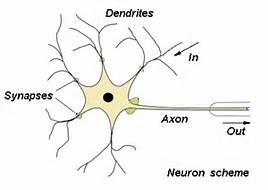 Dendrites
In
Synapses
Axon
Out
Neuron scheme